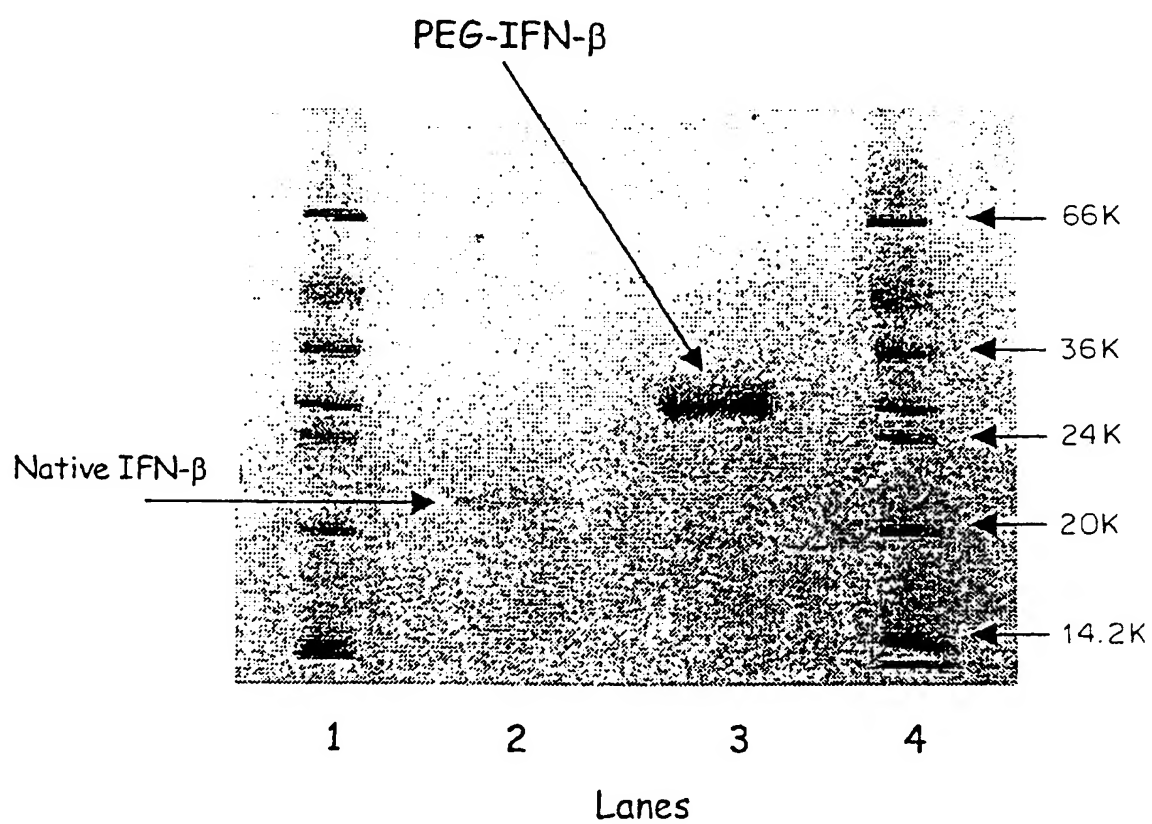 PEG-IFN-β
66K
36K
24K
Native IFN-β
20K
14.2K
1 2 3 4
Lanes